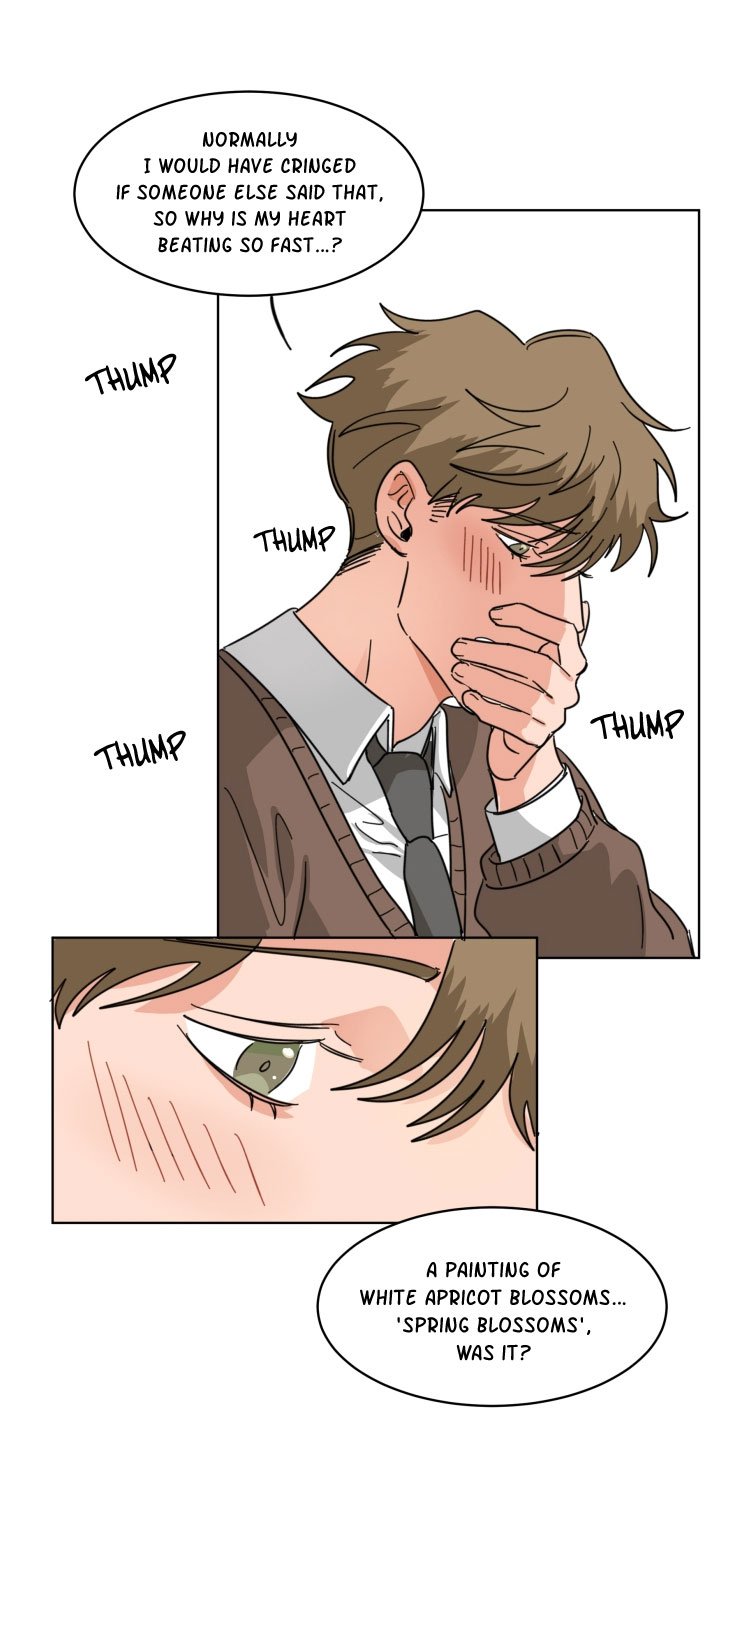 NORMALLY
I WOULD HAVE CRINGED
IF SOMEONE ELSE SAID THAT,
SO WHY IS MY HEART
BEATING SO FAST...?
THUMP
THUMP
THUMP
THUMP
A PAINTING OF
WHITE APRICOT BLOSSOMS...
'SPRING BLOSSOMS',
WAS IT?